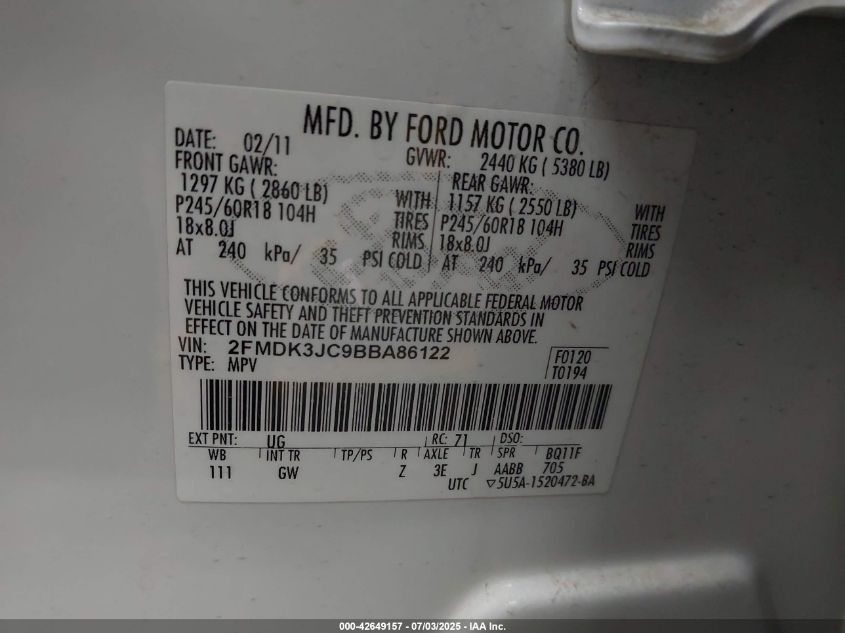 MFD. BY FORD MOTOR CO.
DATE: 02/11 GVWR: 2440 KG ( 5380 LB)
FRONT GAWR: REAR GAWR:
1297 KG ( 2860 LB) WITH 1157 KG ( 2550 LB) WITH
P245/60R18 104H TIRES P245/60R18 104H TIRES
18x8.0J RIMS 18x8.0J RIMS
AT 240 kPa/ 35 PSI COLD AT 240 kPa/ 35 PSI COLD
THIS VEHICLE CONFORMS TO ALL APPLICABLE FEDERAL MOTOR
VEHICLE SAFETY AND THEFT PREVENTION STANDARDS IN
EFFECT ON THE DATE OF MANUFACTURE SHOWN ABOVE.
VIN: 2FMDK3JC9BBA86122 F0120
TYPE: MPV T0194
EXT PNT: UG RC: 71 DSO:
WB INT TR TP/PS R AXLE TR SPR BQ11F
111 GW Z 3E J AABB 705
UTC ▽5U5A-1520472-BA
000-42649157 - 07/03/2025 - IAA Inc.